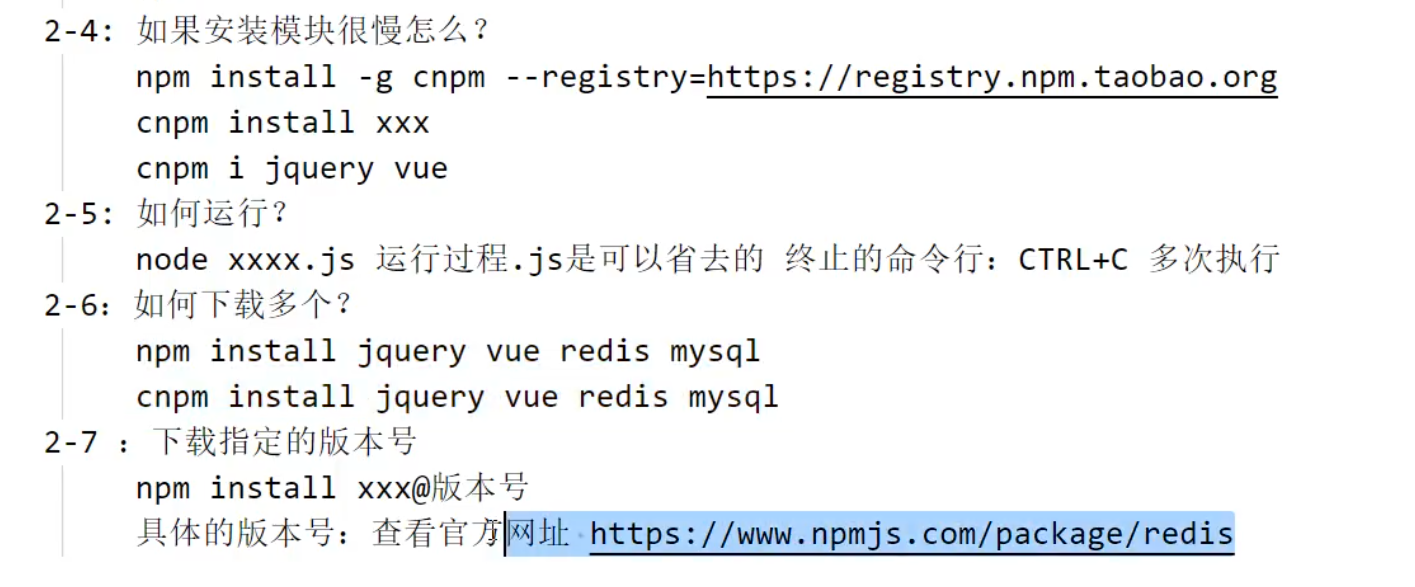 2-4: 如果安装模块很慢怎么?
npm install -g cnpm --registry=https://registry.npm.taobao.org
cnpm install xxx
cnpm i jquery vue
2-5: 如何运行?
node xxxx.js 运行过程.js是可以省去的 终止的命令行: CTRL+C 多次执行
2-6: 如何下载多个?
npm install jquery vue redis mysql
cnpm install jquery vue redis mysql
2-7 : 下载指定的版本号
npm install xxx@版本号
具体的版本号: 查看官方网址 https://www.npmjs.com/package/redis